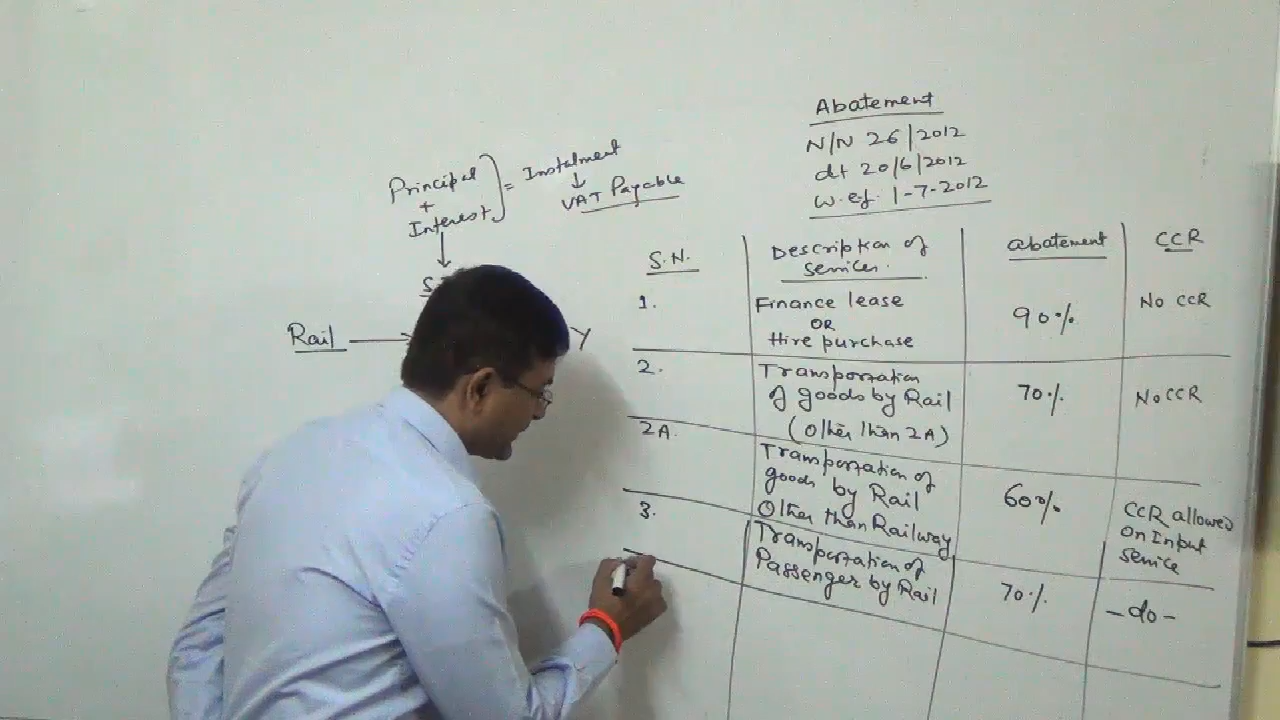 Principal
+
Interest
= Instalment
↓
VAT Payable
↓
Rail
Y
Abatement
N/N 26/2012
dt 20/6/2012
w.e.f. 1-7-2012
S.N. Description of services. abatement CCR
1. Finance lease OR Hire purchase 90% No CCR
2. Transportation of goods by Rail (Other than 2A) 70% No CCR
2A. Transportation of goods by Rail Other than Railway 60% CCR allowed on Input service
3. Transportation of Passenger by Rail 70% -do-